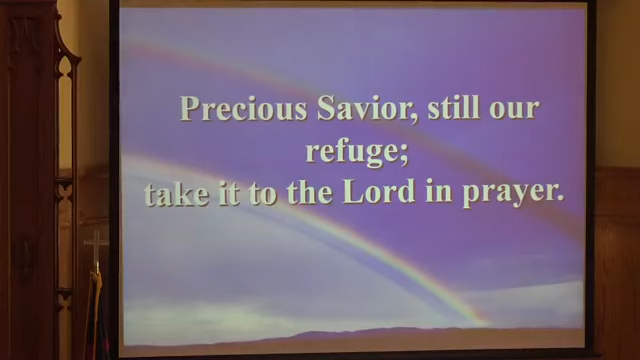 Precious Savior, still our
refuge;
take it to the Lord in prayer.